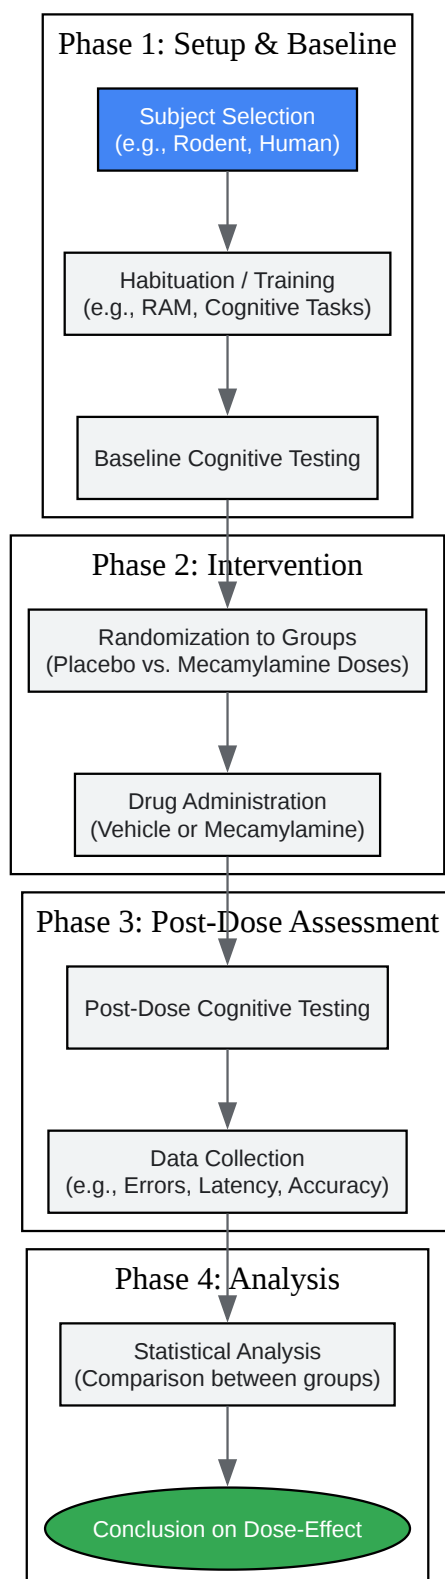 Phase 1: Setup & Baseline
Subject Selection
(e.g., Rodent, Human)
Habituation / Training
(e.g., RAM, Cognitive Tasks)
Baseline Cognitive Testing
Phase 2: Intervention
Randomization to Groups
(Placebo vs. Mecamylamine Doses)
Drug Administration
(Vehicle or Mecamylamine)
Phase 3: Post-Dose Assessment
Post-Dose Cognitive Testing
Data Collection
(e.g., Errors, Latency, Accuracy)
Phase 4: Analysis
Statistical Analysis
(Comparison between groups)
Conclusion on Dose-Effect